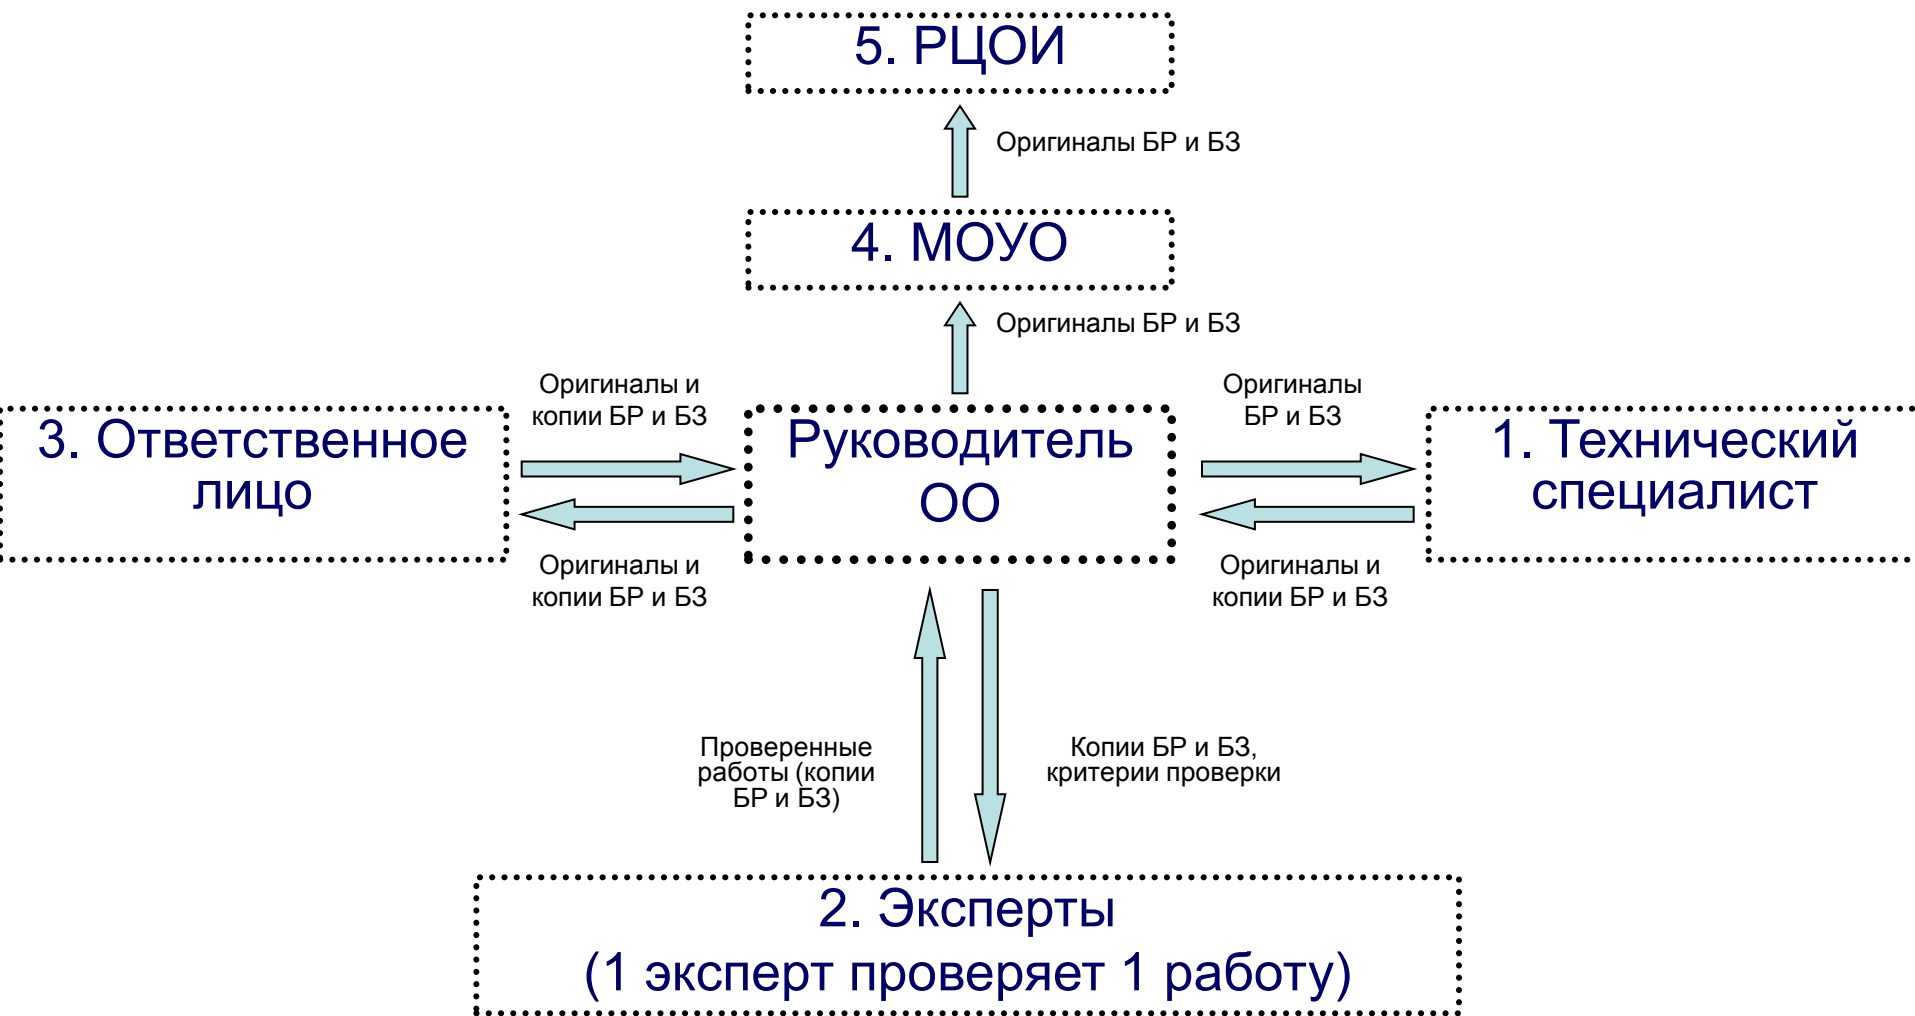 5. РЦОИ
Оригиналы БР и БЗ
4. МОУО
Оригиналы БР и БЗ
Оригиналы и
копии БР и БЗ
Оригиналы
БР и БЗ
3. Ответственное
лицо
Руководитель
ОО
1. Технический
специалист
Оригиналы и
копии БР и БЗ
Оригиналы и
копии БР и БЗ
Проверенные
работы (копии
БР и БЗ)
Копии БР и БЗ,
критерии проверки
2. Эксперты
(1 эксперт проверяет 1 работу)